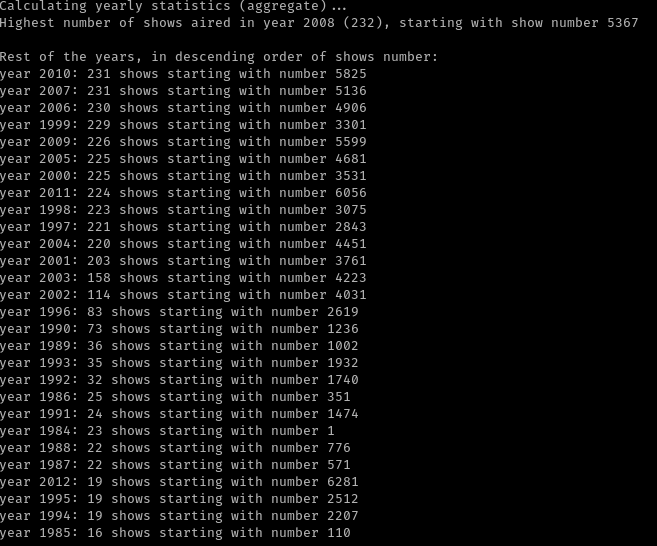 Calculating yearly statistics (aggregate)...
Highest number of shows aired in year 2008 (232), starting with show number 5367
Rest of the years, in descending order of shows number:
year 2010: 231 shows starting with number 5825
year 2007: 231 shows starting with number 5136
year 2006: 230 shows starting with number 4906
year 1999: 229 shows starting with number 3301
year 2009: 226 shows starting with number 5599
year 2005: 225 shows starting with number 4681
year 2000: 225 shows starting with number 3531
year 2011: 224 shows starting with number 6056
year 1998: 223 shows starting with number 3075
year 1997: 221 shows starting with number 2843
year 2004: 220 shows starting with number 4451
year 2001: 203 shows starting with number 3761
year 2003: 158 shows starting with number 4223
year 2002: 114 shows starting with number 4031
year 1996: 83 shows starting with number 2619
year 1990: 73 shows starting with number 1236
year 1989: 36 shows starting with number 1002
year 1993: 35 shows starting with number 1932
year 1992: 32 shows starting with number 1740
year 1986: 25 shows starting with number 351
year 1991: 24 shows starting with number 1474
year 1984: 23 shows starting with number 1
year 1988: 22 shows starting with number 776
year 1987: 22 shows starting with number 571
year 2012: 19 shows starting with number 6281
year 1995: 19 shows starting with number 2512
year 1994: 19 shows starting with number 2207
year 1985: 16 shows starting with number 110